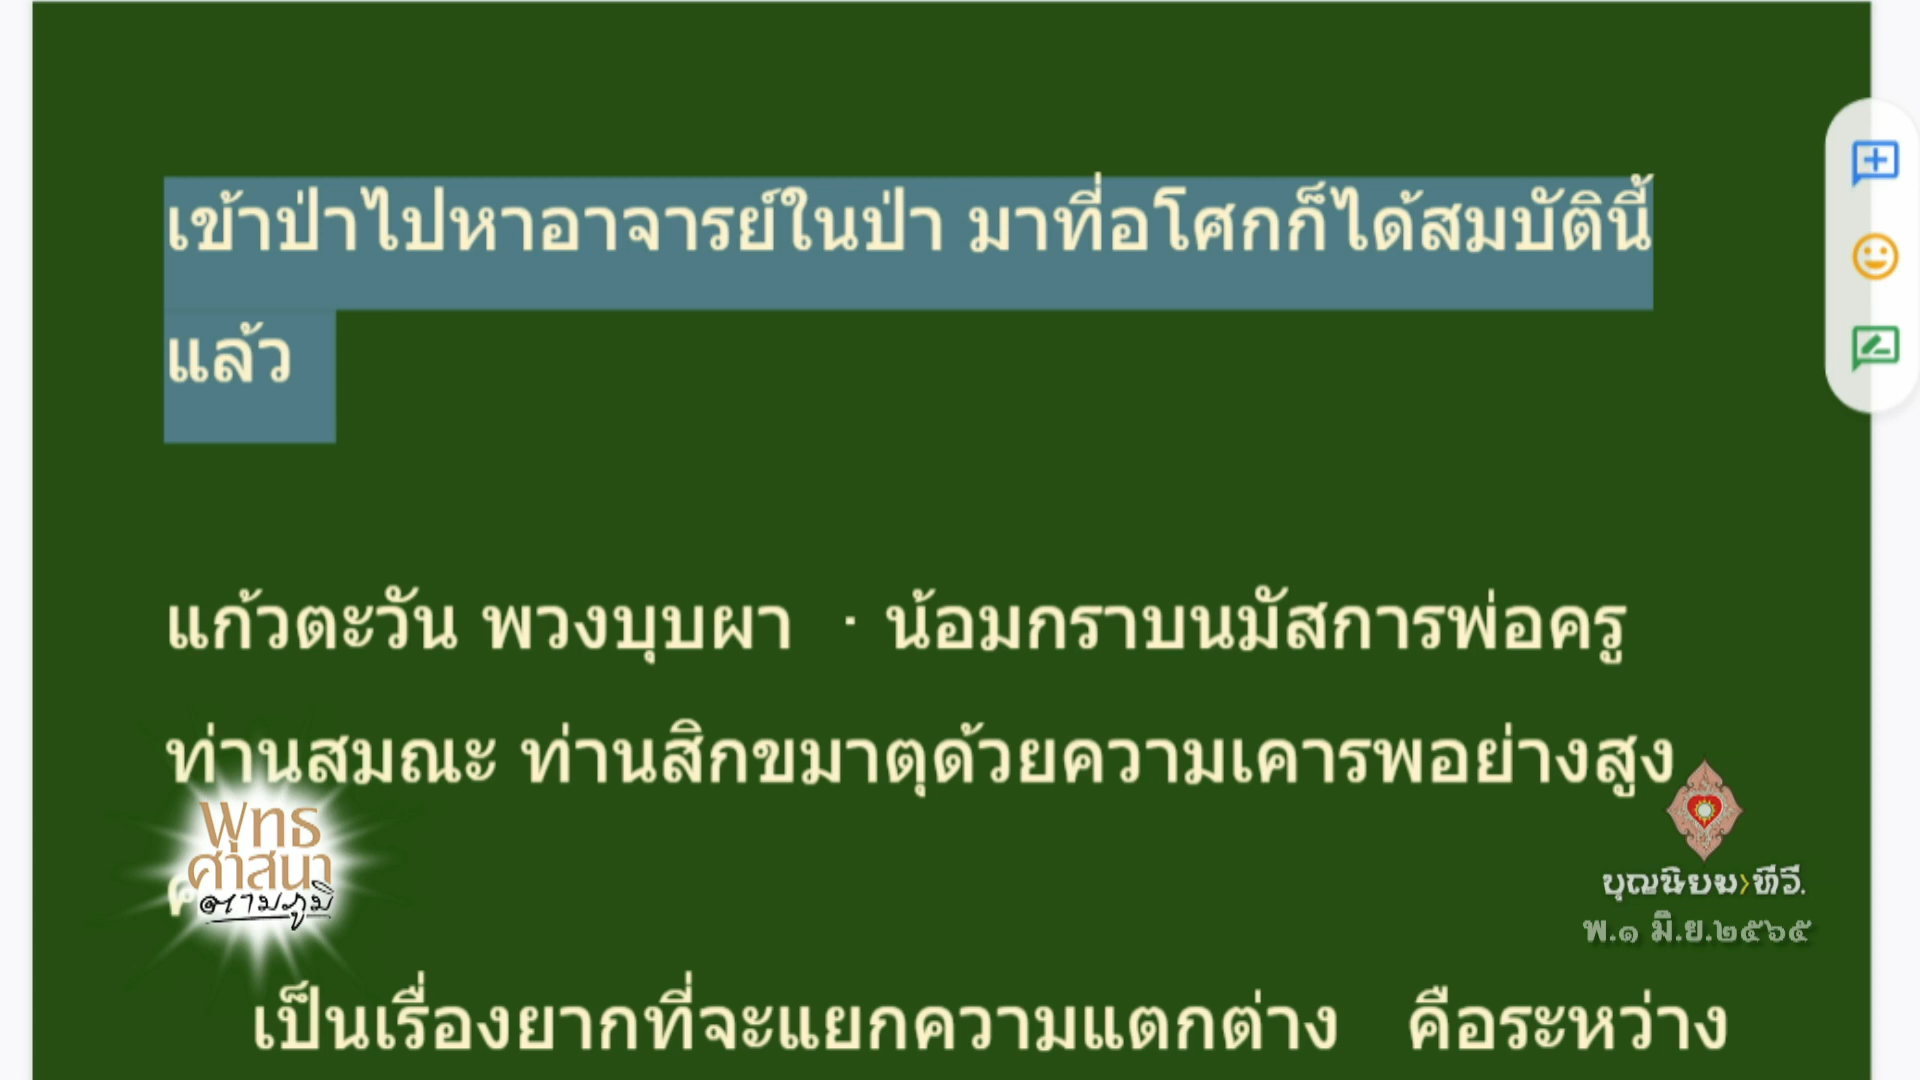 เข้าป่าไปหาอาจารย์ในป่า มาที่อโศกก็ได้สมบัตินี้
แล้ว
แก้วตะวัน พวงบุบผา · น้อมกราบนมัสการพ่อครู
ท่านสมณะ ท่านสิกขมาตุด้วยความเคารพอย่างสูง
พุทธ
ศาสนา
ตามภูมิ
บุญนิยม>ทีวี.
พ.๑ มิ.ย.๒๕๖๕
เป็นเรื่องยากที่จะแยกความแตกต่าง คือระหว่าง